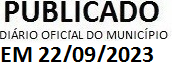 PUBLICADO
DIÁRIO OFICIAL DO MUNICÍPIO
EM 22/09/2023